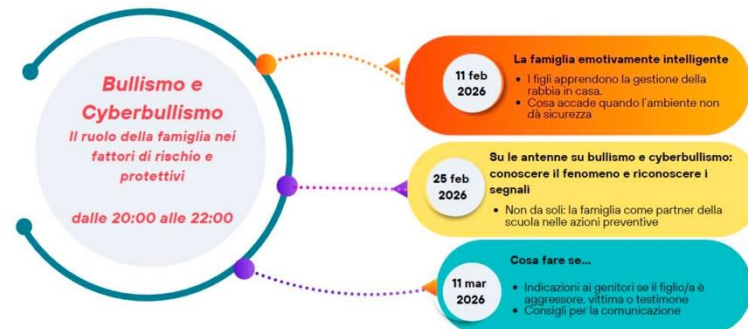 Bullismo e
Cyberbullismo
Il ruolo della famiglia nei
fattori di rischio e
protettivi
dalle 20:00 alle 22:00
11 feb
2026
La famiglia emotivamente intelligente
• I figli apprendono la gestione della
rabbia in casa.
• Cosa accade quando l'ambiente non
dà sicurezza
25 feb
2026
Su le antenne su bullismo e cyberbullismo:
conoscere il fenomeno e riconoscere i
segnali
• Non da soli: la famiglia come partner della
scuola nelle azioni preventive
11 mar
2026
Cosa fare se...
• Indicazioni ai genitori se il figlio/a è
aggressore, vittima o testimone
• Consigli per la comunicazione